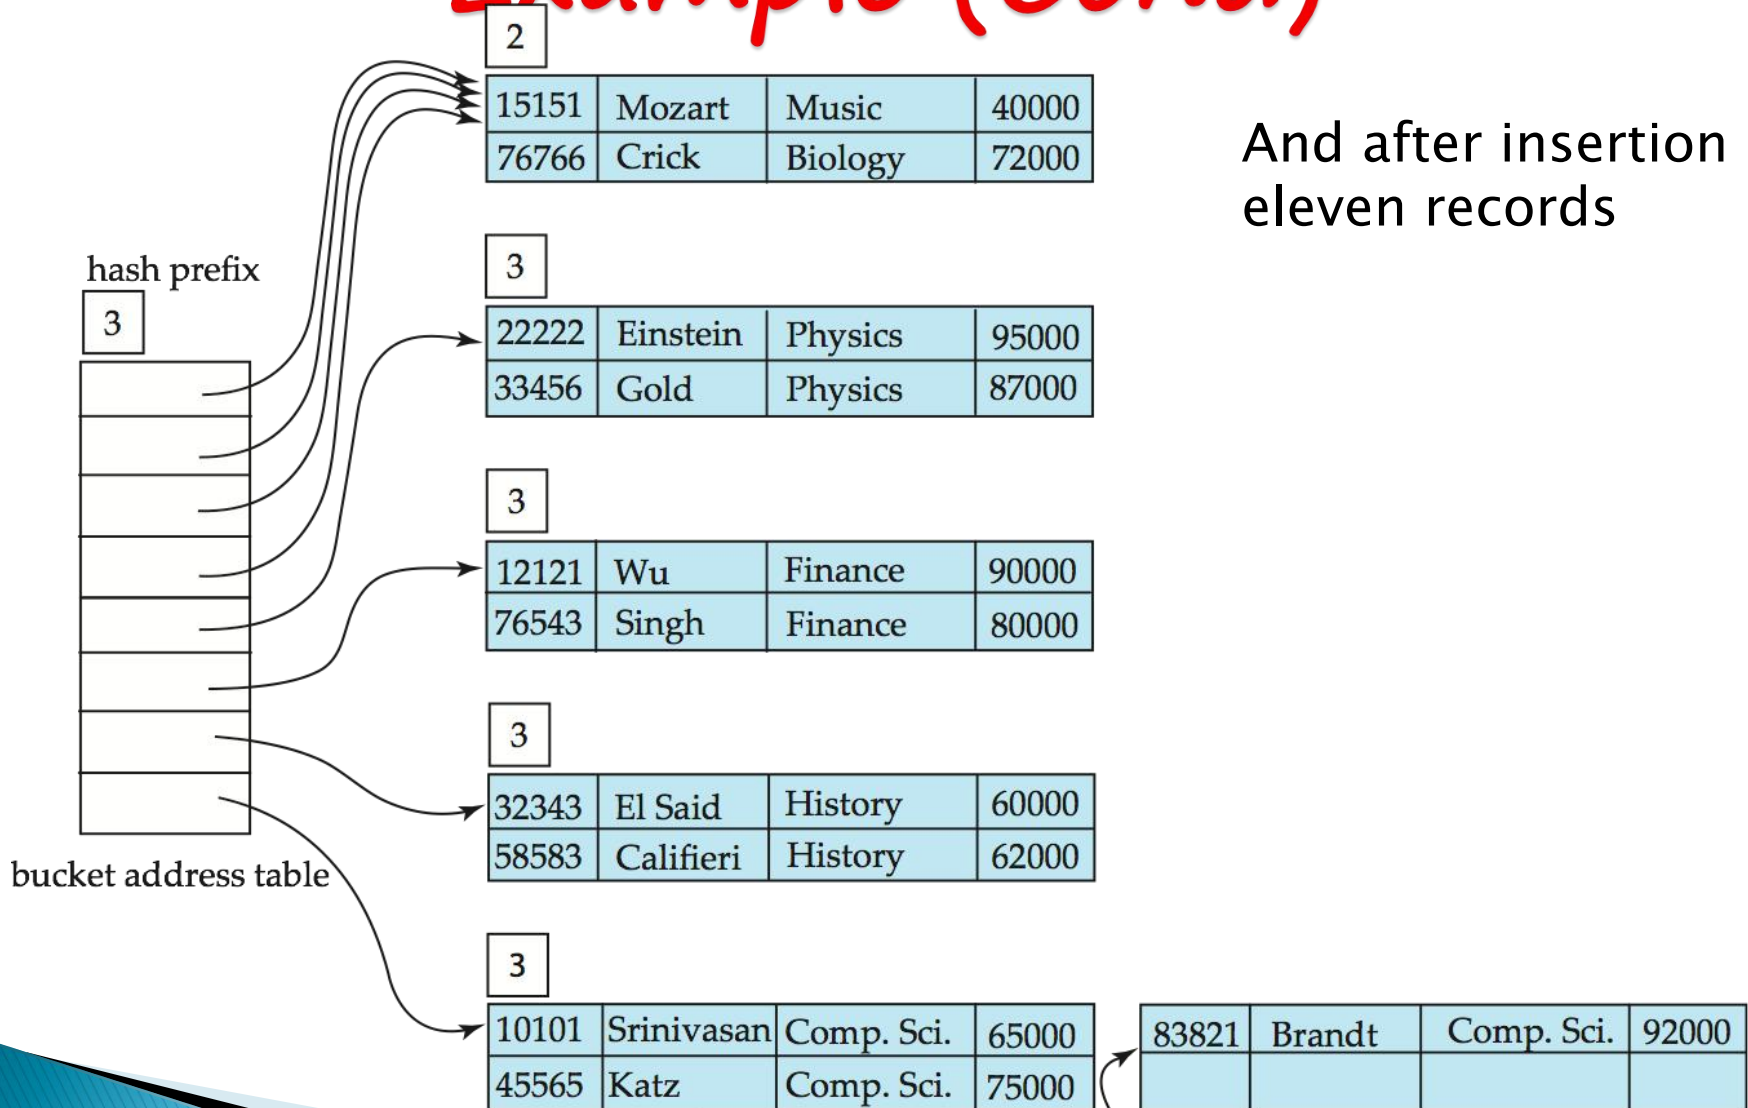 Example (Cont.)
2
15151 Mozart Music 40000
76766 Crick Biology 72000
And after insertion
eleven records
hash prefix
3
3
22222 Einstein Physics 95000
33456 Gold Physics 87000
3
12121 Wu Finance 90000
76543 Singh Finance 80000
3
32343 El Said History 60000
58583 Califieri History 62000
bucket address table
3
10101 Srinivasan Comp. Sci. 65000
45565 Katz Comp. Sci. 75000
83821 Brandt Comp. Sci. 92000